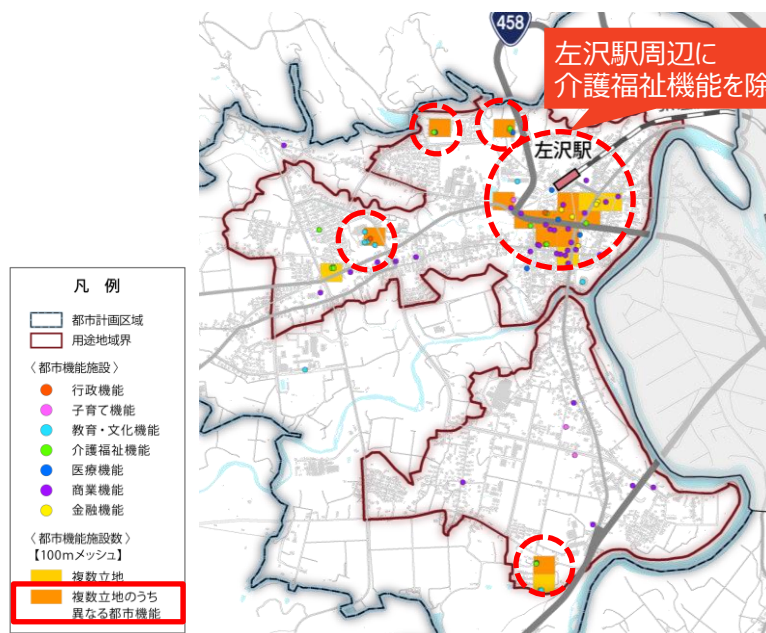 458
左沢駅周辺に
介護福祉機能を除
左沢駅
凡 例
都市計画区域
用途地域界
〈都市機能施設〉
行政機能
子育て機能
教育・文化機能
介護福祉機能
医療機能
商業機能
金融機能
〈都市機能施設数〉
【100mメッシュ】
複数立地
複数立地のうち
異なる都市機能